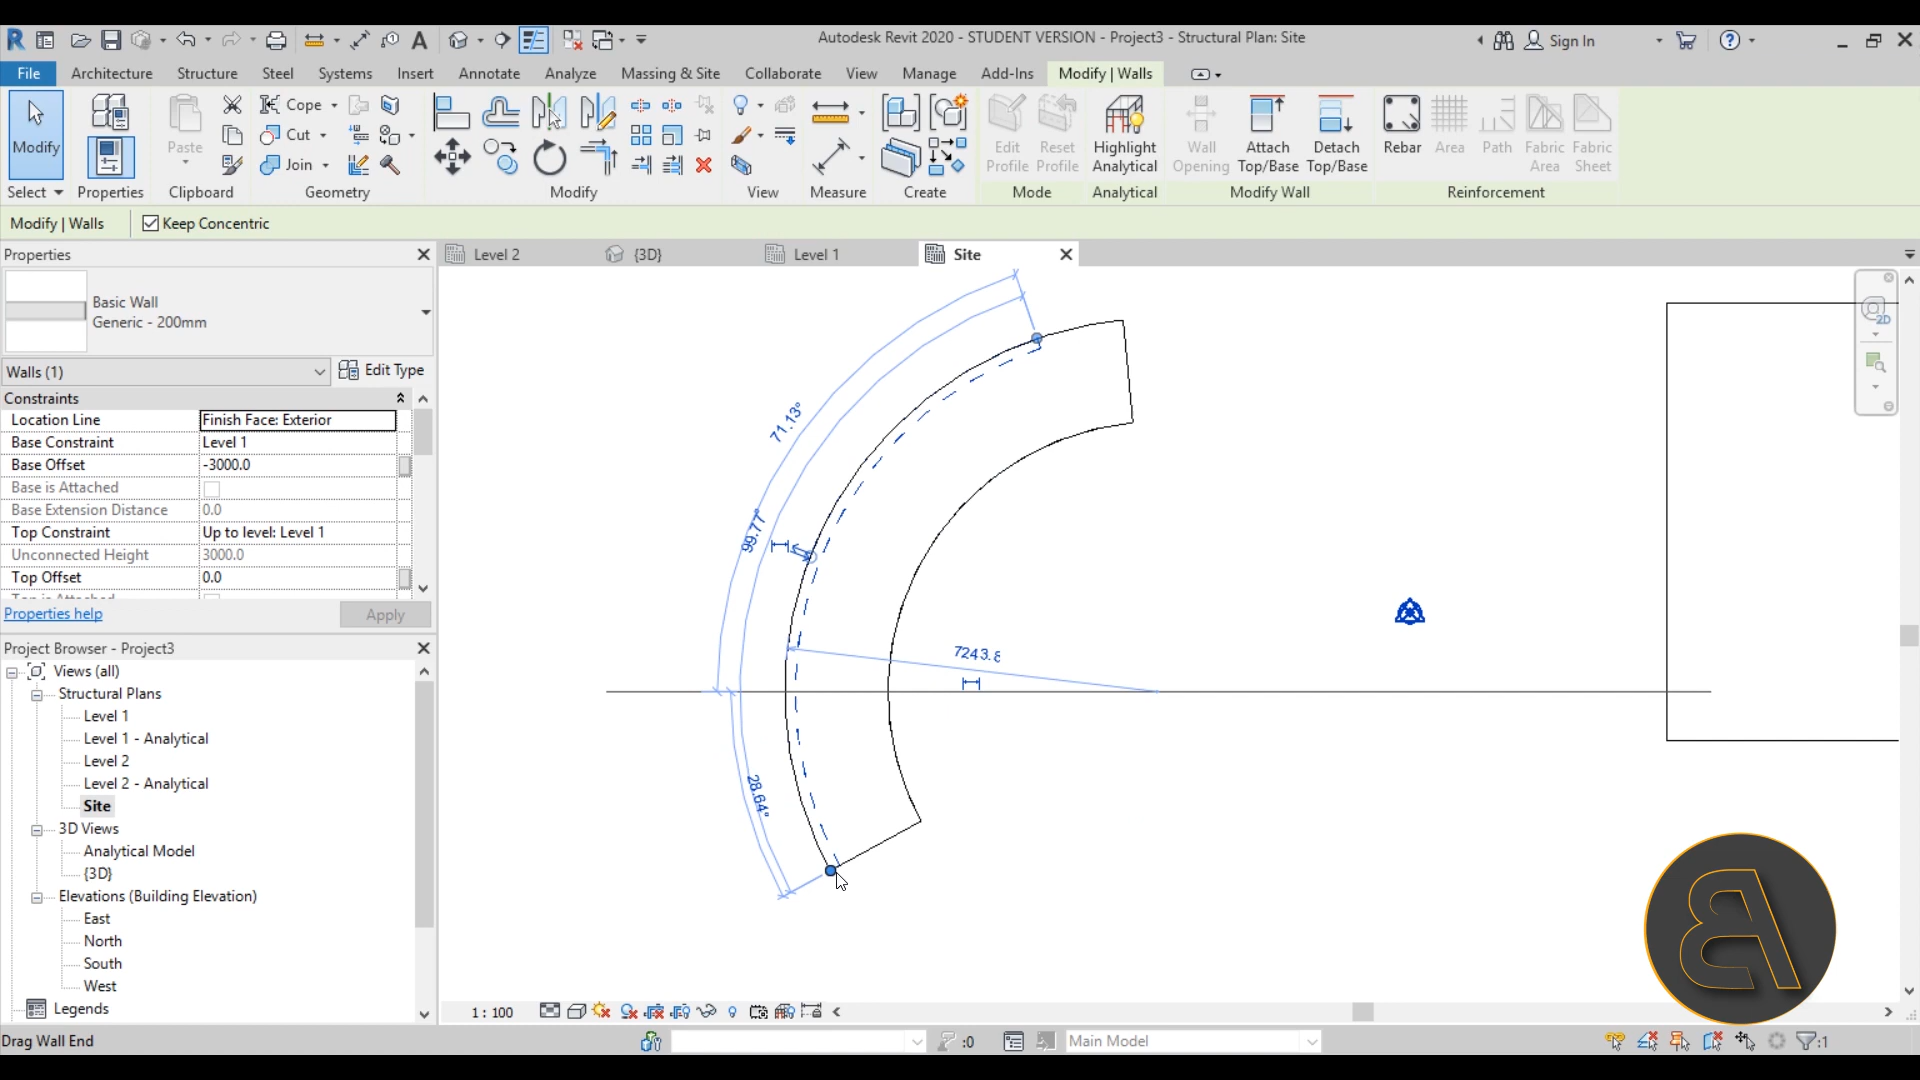 Autodesk Revit 2020 - STUDENT VERSION - Project3 - Structural Plan: Site
Sign In
File Architecture Structure Steel Systems Insert Annotate Analyze Massing & Site Collaborate View Manage Add-Ins Modify | Walls
Modify
Paste
Cope
Cut
Join
Edit Profile
Reset Profile
Highlight Analytical
Wall Opening
Attach Top/Base
Detach Top/Base
Rebar
Area
Path
Fabric Area
Fabric Sheet
Select Properties Clipboard Geometry Modify View Measure Create Mode Analytical Modify Wall Reinforcement
Modify | Walls Keep Concentric
Properties
Basic Wall
Generic - 200mm
Walls (1) Edit Type
Constraints
Location Line Finish Face: Exterior
Base Constraint Level 1
Base Offset -3000.0
Base is Attached
Base Extension Distance 0.0
Top Constraint Up to level: Level 1
Unconnected Height 3000.0
Top Offset 0.0
Properties help Apply
Project Browser - Project3
Views (all)
Structural Plans
Level 1
Level 1 - Analytical
Level 2
Level 2 - Analytical
Site
3D Views
Analytical Model
{3D}
Elevations (Building Elevation)
East
North
South
West
Legends
Level 2 {3D} Level 1 Site
2D
71.13°
99.77°
7243.8
28.64°
1 : 100
B
Drag Wall End
:0
Main Model
:1